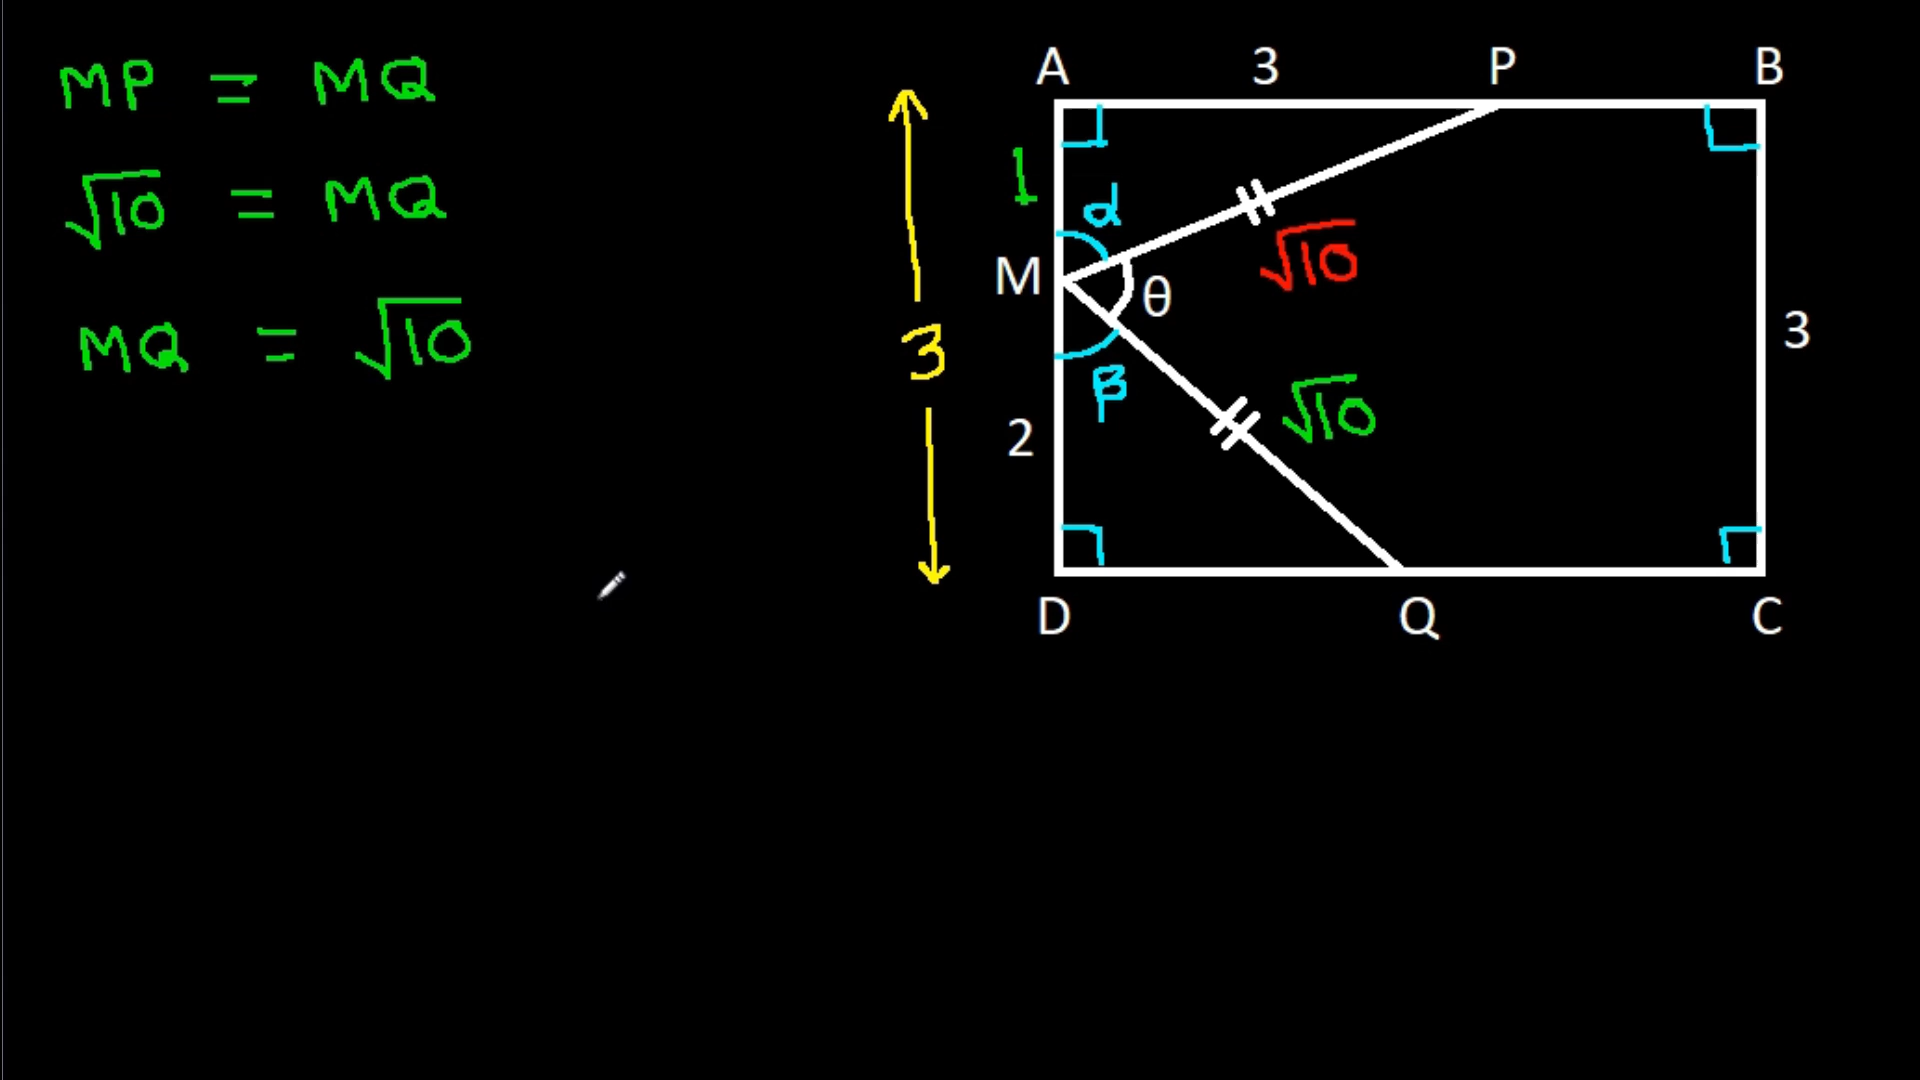 MP = MQ
√10 = MQ
MQ = √10
A 3 P B
1
α
√10
M
θ
3
3
β
√10
2
D Q C